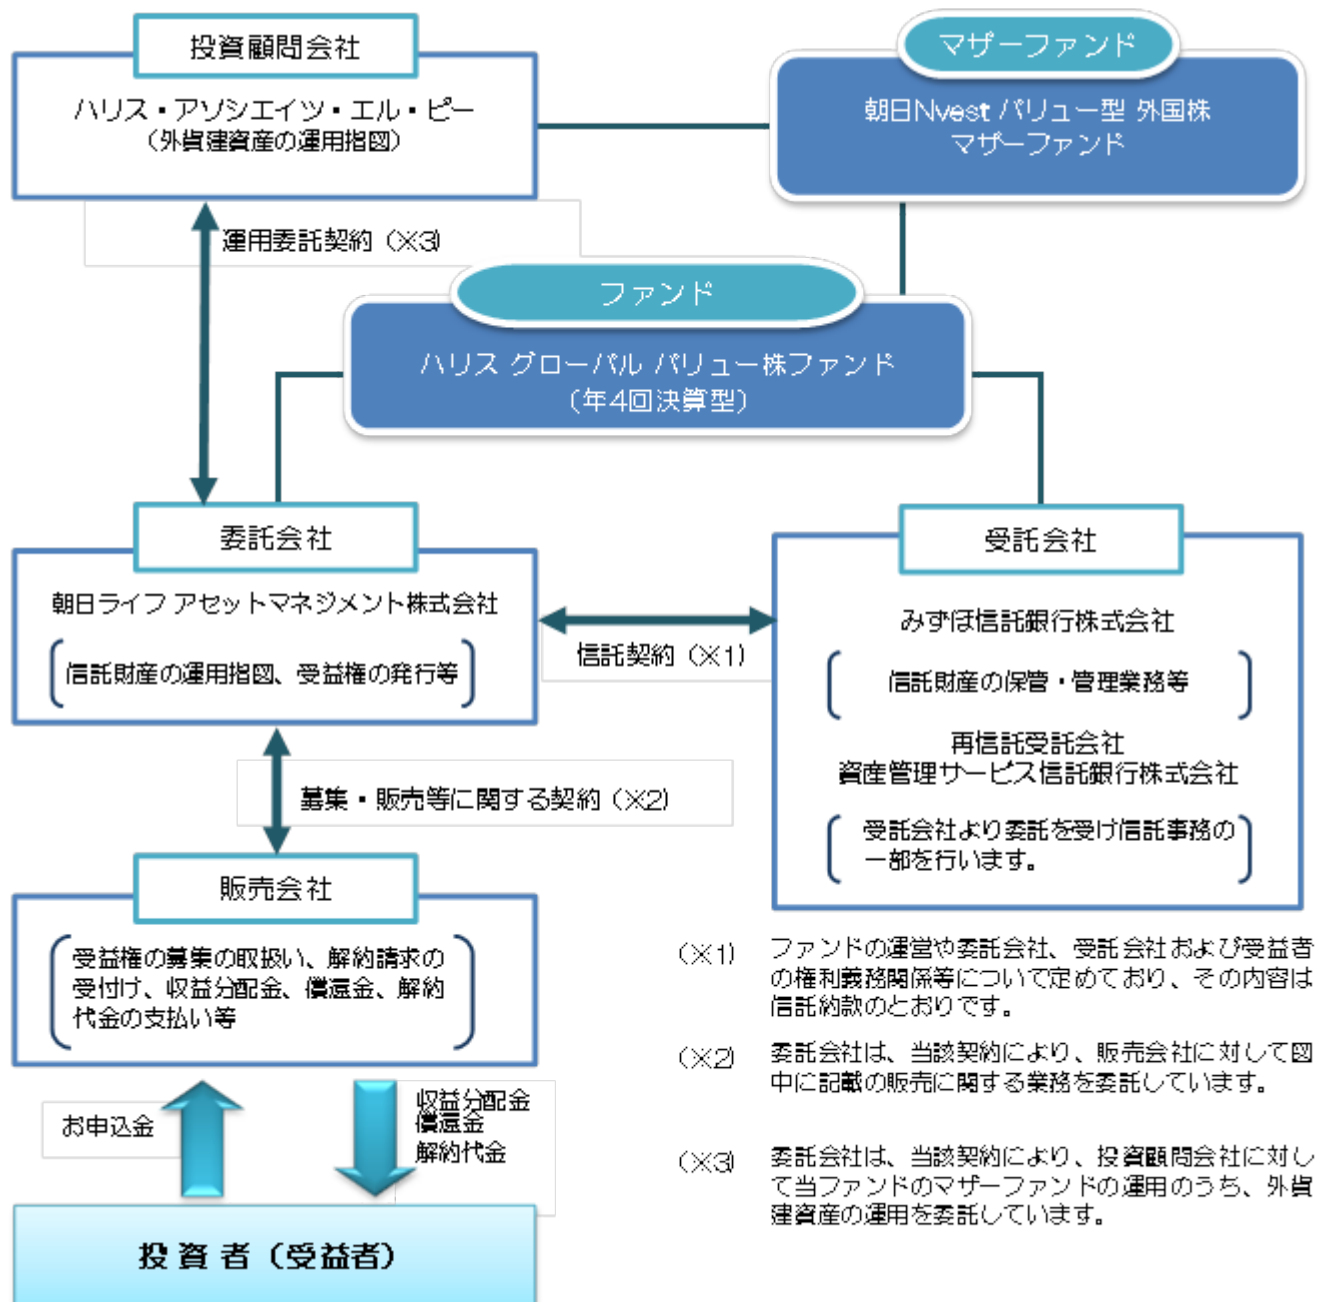 投資顧問会社
ハリス・アソシエイツ・エル・ピー
（外貨建資産の運用指図）
マザーファンド
朝日Nvest バリュー型 外国株
マザーファンド
運用委託契約（※3）
ファンド
ハリス グローバル バリュー株ファンド
（年4回決算型）
委託会社
朝日ライフ アセットマネジメント株式会社
信託財産の運用指図、受益権の発行等
信託契約（※1）
受託会社
みずほ信託銀行株式会社
信託財産の保管・管理業務等
再信託受託会社
資産管理サービス信託銀行株式会社
受託会社より委託を受け信託事務の
一部を行います。
募集・販売等に関する契約（※2）
販売会社
受益権の募集の取扱い、解約請求の
受付け、収益分配金、償還金、解約
代金の支払い等
お申込金
収益分配金
償還金
解約代金
投資者（受益者）
（※1） ファンドの運営や委託会社、受託会社および受益者
の権利義務関係等について定めており、その内容は
信託約款のとおりです。
（※2） 委託会社は、当該契約により、販売会社に対して図
中に記載の販売に関する業務を委託しています。
（※3） 委託会社は、当該契約により、投資顧問会社に対し
て当ファンドのマザーファンドの運用のうち、外貨
建資産の運用を委託しています。